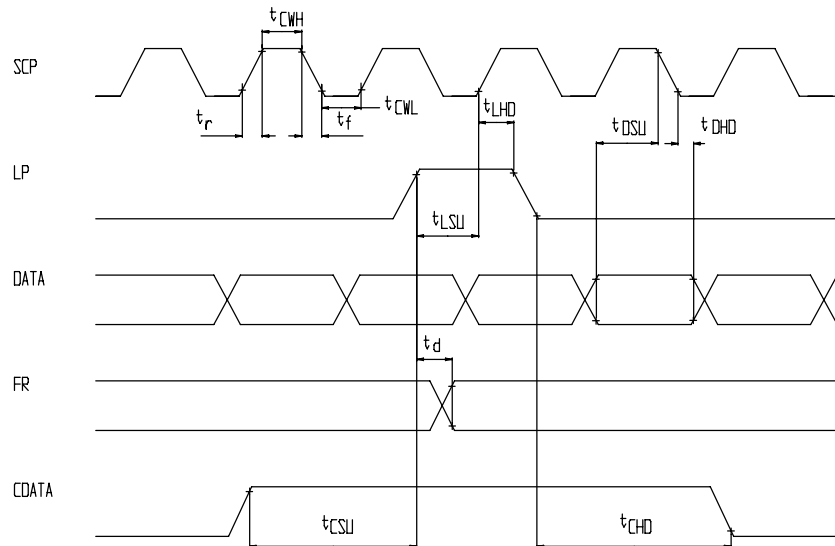 tCWH
SCP
tr
tf
tCWL
tLHD
tDSU
tDHD
LP
tLSU
DATA
td
FR
CDATA
tCSU
tCHD